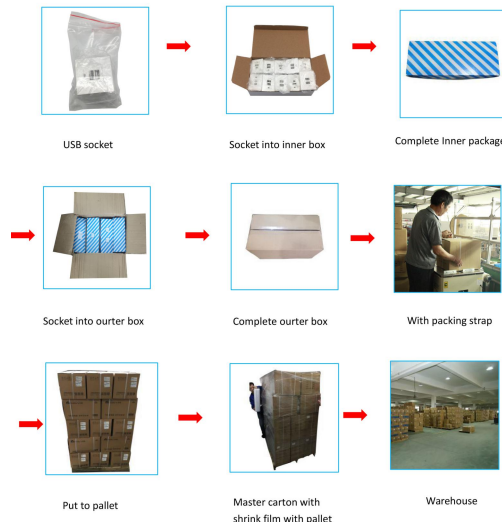 USB socket
Socket into inner box
Complete Inner package
Socket into ourter box
Complete ourter box
With packing strap
Put to pallet
Master carton with
shrink film with pallet
Warehouse